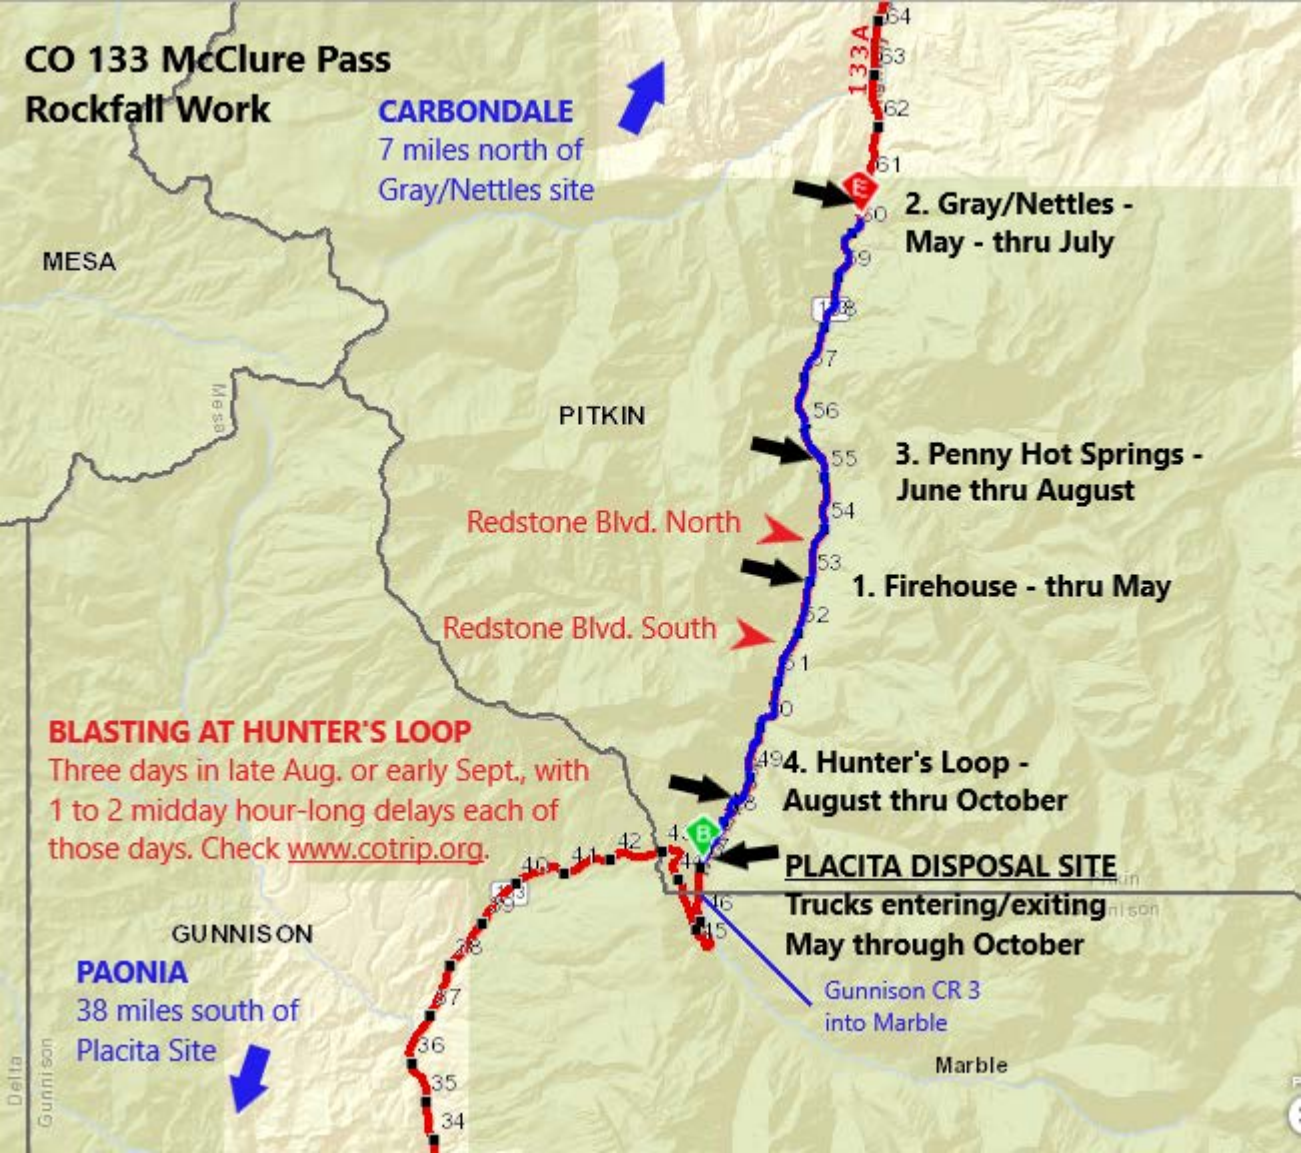 CO 133 McClure Pass
Rockfall Work
CARBONDALE
7 miles north of
Gray/Nettles site
133A
64
63
62
61
60
2. Gray/Nettles -
May - thru July
59
MESA
Mesa
57
56
PITKIN
55
3. Penny Hot Springs -
June thru August
54
Redstone Blvd. North
53
1. Firehouse - thru May
52
Redstone Blvd. South
51
50
BLASTING AT HUNTER'S LOOP
Three days in late Aug. or early Sept., with
1 to 2 midday hour-long delays each of
those days. Check www.cotrip.org.
49
4. Hunter's Loop -
August thru October
48
E
B
43
42
41
40
39
38
37
36
35
34
PLACITA DISPOSAL SITE
Pitkin
Trucks entering/exiting
May through October
46
45
GUNNISON
PAONIA
38 miles south of
Placita Site
Gunnison CR 3
into Marble
Marble
Delta
Gunnison